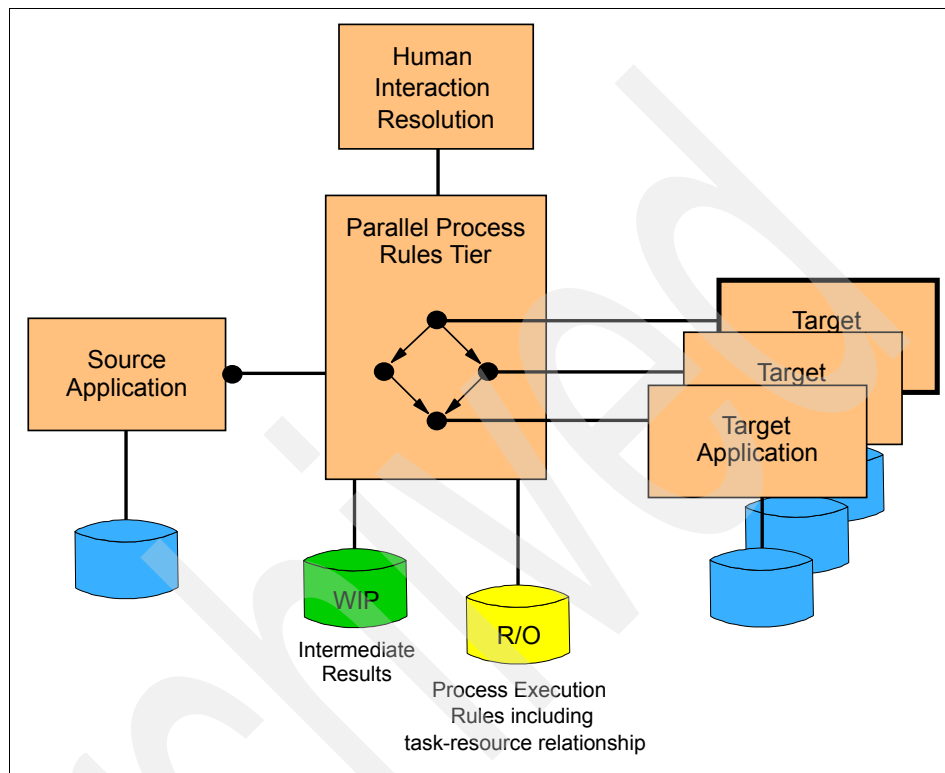 Human
Interaction
Resolution
Parallel Process
Rules Tier
Source
Application
Target
Target
Target
Application
WIP
Intermediate
Results
R/O
Process Execution
Rules including
task-resource relationship
chived